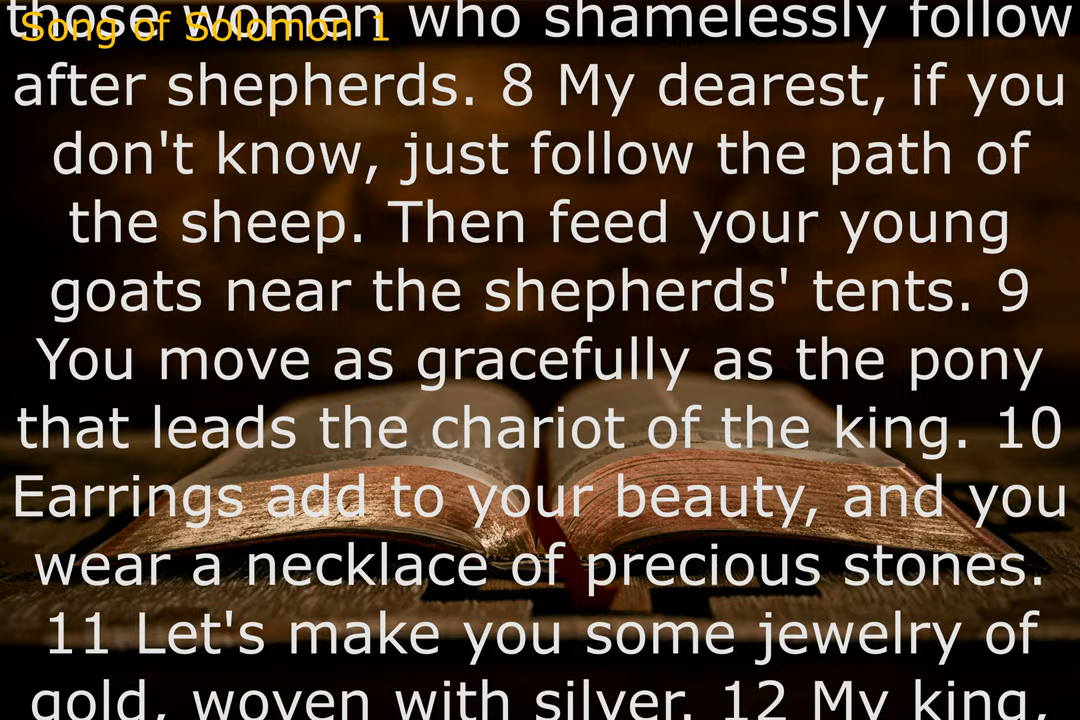 Song of Solomon 1
those women who shamelessly follow
after shepherds. 8 My dearest, if you
don't know, just follow the path of
the sheep. Then feed your young
goats near the shepherds' tents. 9
You move as gracefully as the pony
that leads the chariot of the king. 10
Earrings add to your beauty, and you
wear a necklace of precious stones.
11 Let's make you some jewelry of
gold, woven with silver. 12 My king,